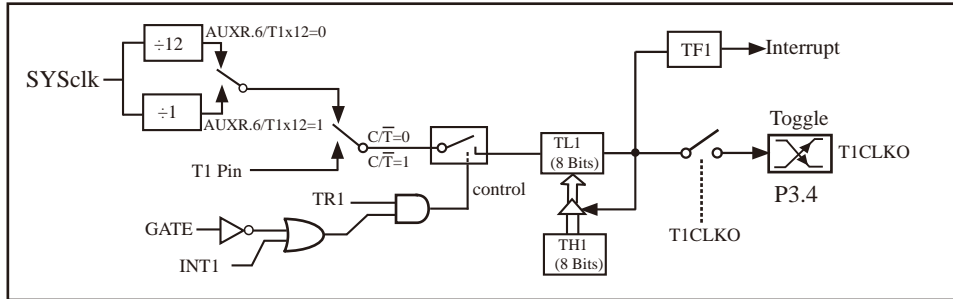 AUXR.6/T1x12=0
÷12
SYSclk
÷1
AUXR.6/T1x12=1
T1 Pin
C/T̅=0
C/T̅=1
TR1
control
GATE
INT1
TL1
(8 Bits)
TH1
(8 Bits)
TF1
Interrupt
Toggle
T1CLKO
P3.4
T1CLKO